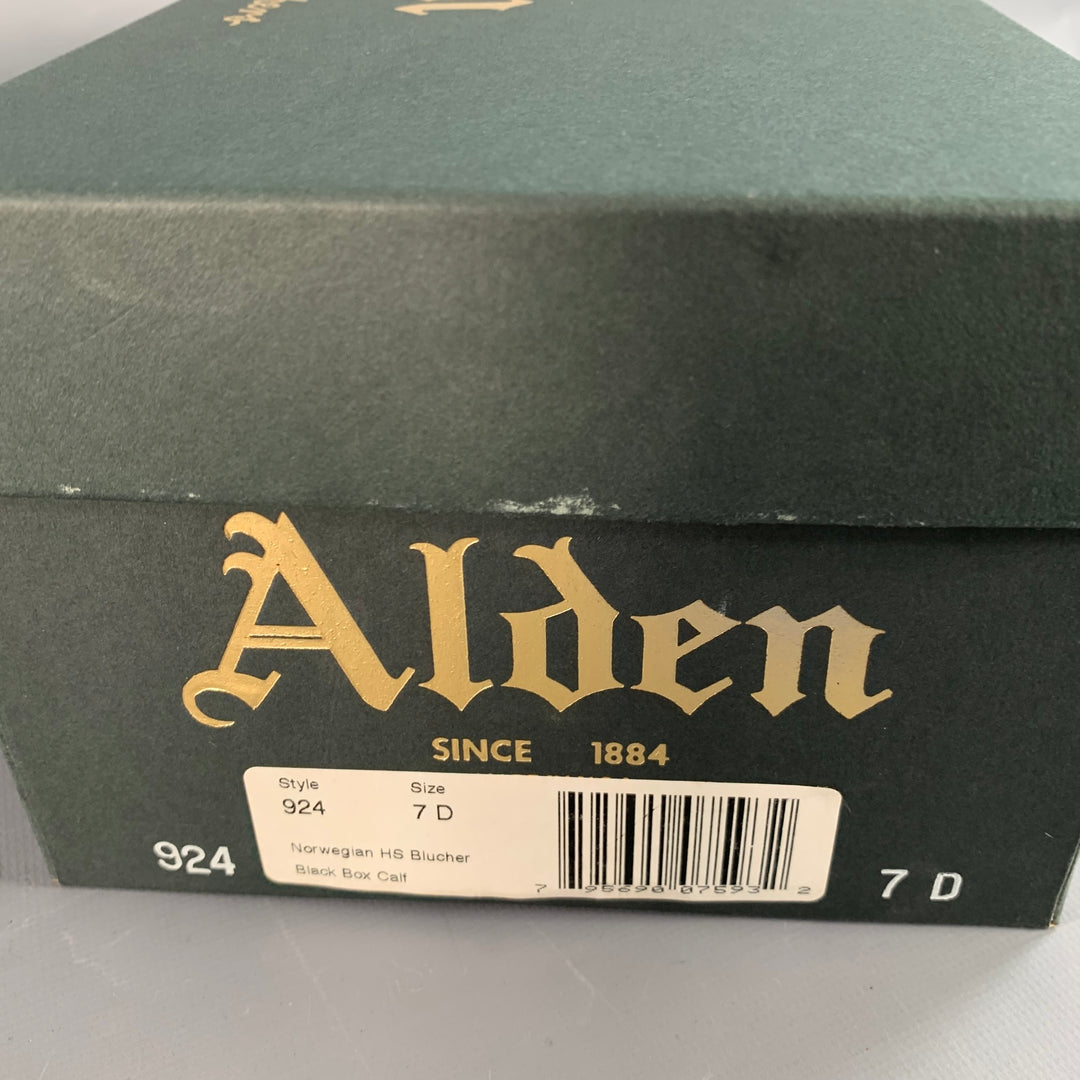 Alden
SINCE 1884
Style Size
924 7 D
Norwegian HS Blucher
Black Box Calf
7 95690 07593 2
924 7 D